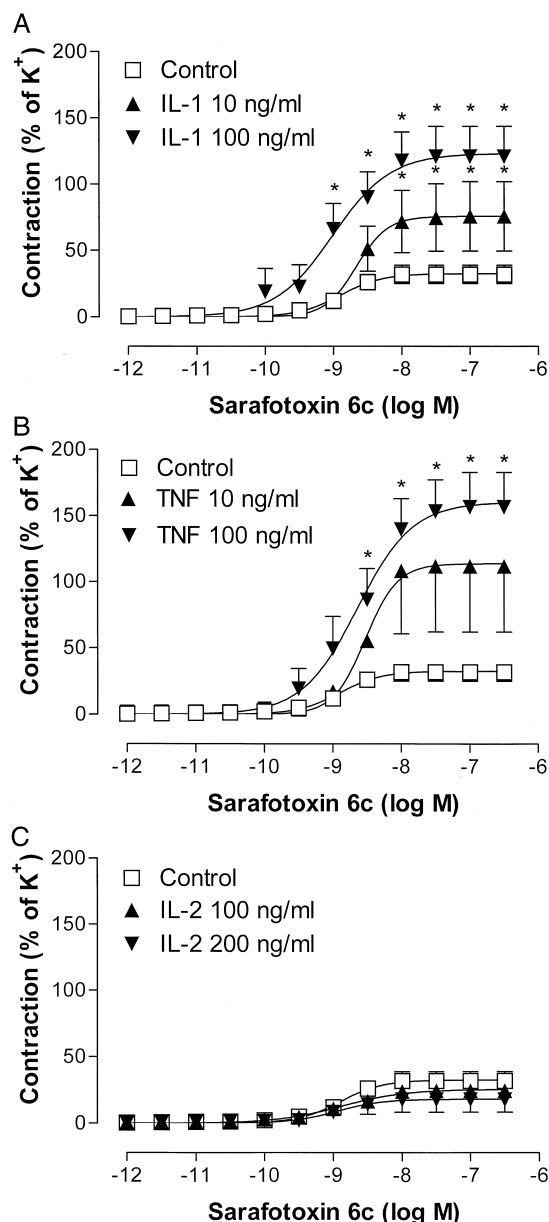 A
Contraction (% of K+)
200
150
100
50
0
Control
IL-1 10 ng/ml
IL-1 100 ng/ml
* * * * * *
* * * *
-12 -11 -10 -9 -8 -7 -6
Sarafotoxin 6c (log M)
B
Contraction (% of K+)
200
150
100
50
0
Control
TNF 10 ng/ml
TNF 100 ng/ml
* * * * *
-12 -11 -10 -9 -8 -7 -6
Sarafotoxin 6c (log M)
C
Contraction (% of K+)
200
150
100
50
0
Control
IL-2 100 ng/ml
IL-2 200 ng/ml
-12 -11 -10 -9 -8 -7 -6
Sarafotoxin 6c (log M)